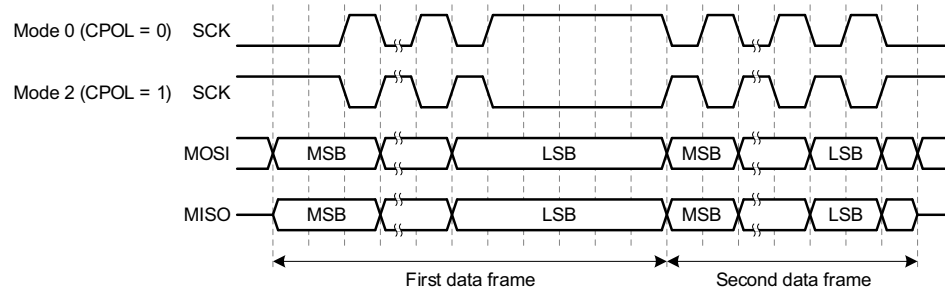 Mode 0 (CPOL = 0) SCK
Mode 2 (CPOL = 1) SCK
MOSI MSB LSB MSB LSB
MISO MSB LSB MSB LSB
First data frame Second data frame